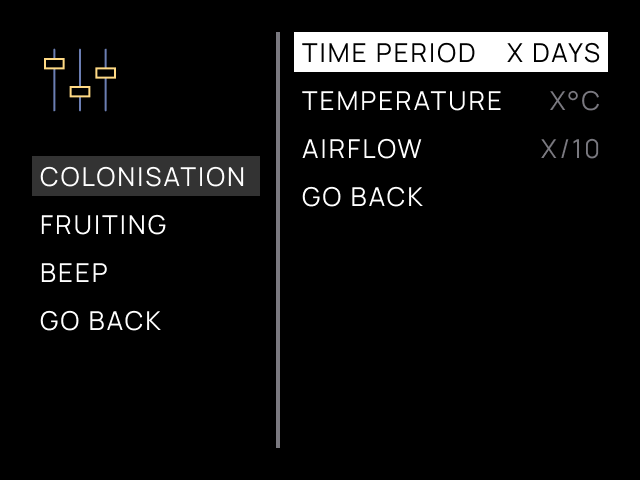 COLONISATION
FRUITING
BEEP
GO BACK
TIME PERIOD X DAYS
TEMPERATURE X°C
AIRFLOW X/10
GO BACK